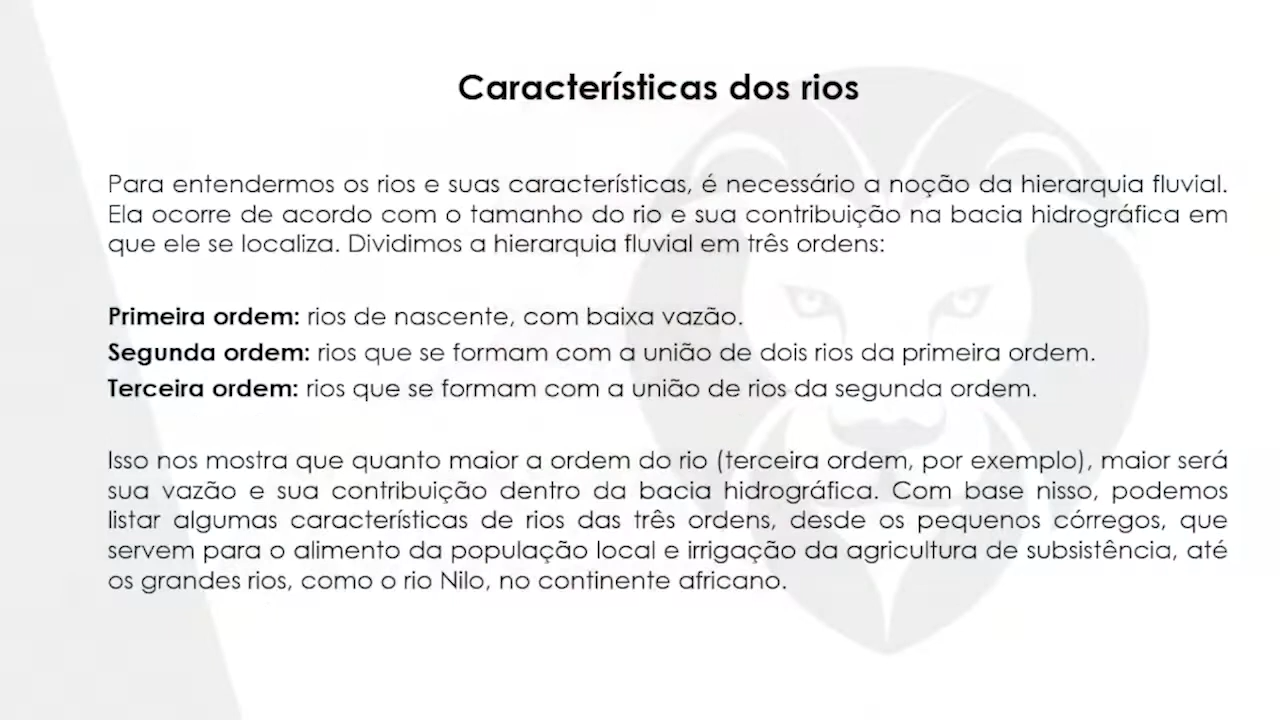 Características dos rios
Para entendermos os rios e suas características, é necessário a noção da hierarquia fluvial.
Ela ocorre de acordo com o tamanho do rio e sua contribuição na bacia hidrográfica em
que ele se localiza. Dividimos a hierarquia fluvial em três ordens:
Primeira ordem: rios de nascente, com baixa vazão.
Segunda ordem: rios que se formam com a união de dois rios da primeira ordem.
Terceira ordem: rios que se formam com a união de rios da segunda ordem.
Isso nos mostra que quanto maior a ordem do rio (terceira ordem, por exemplo), maior será
sua vazão e sua contribuição dentro da bacia hidrográfica. Com base nisso, podemos
listar algumas características de rios das três ordens, desde os pequenos córregos, que
servem para o alimento da população local e irrigação da agricultura de subsistência, até
os grandes rios, como o rio Nilo, no continente africano.